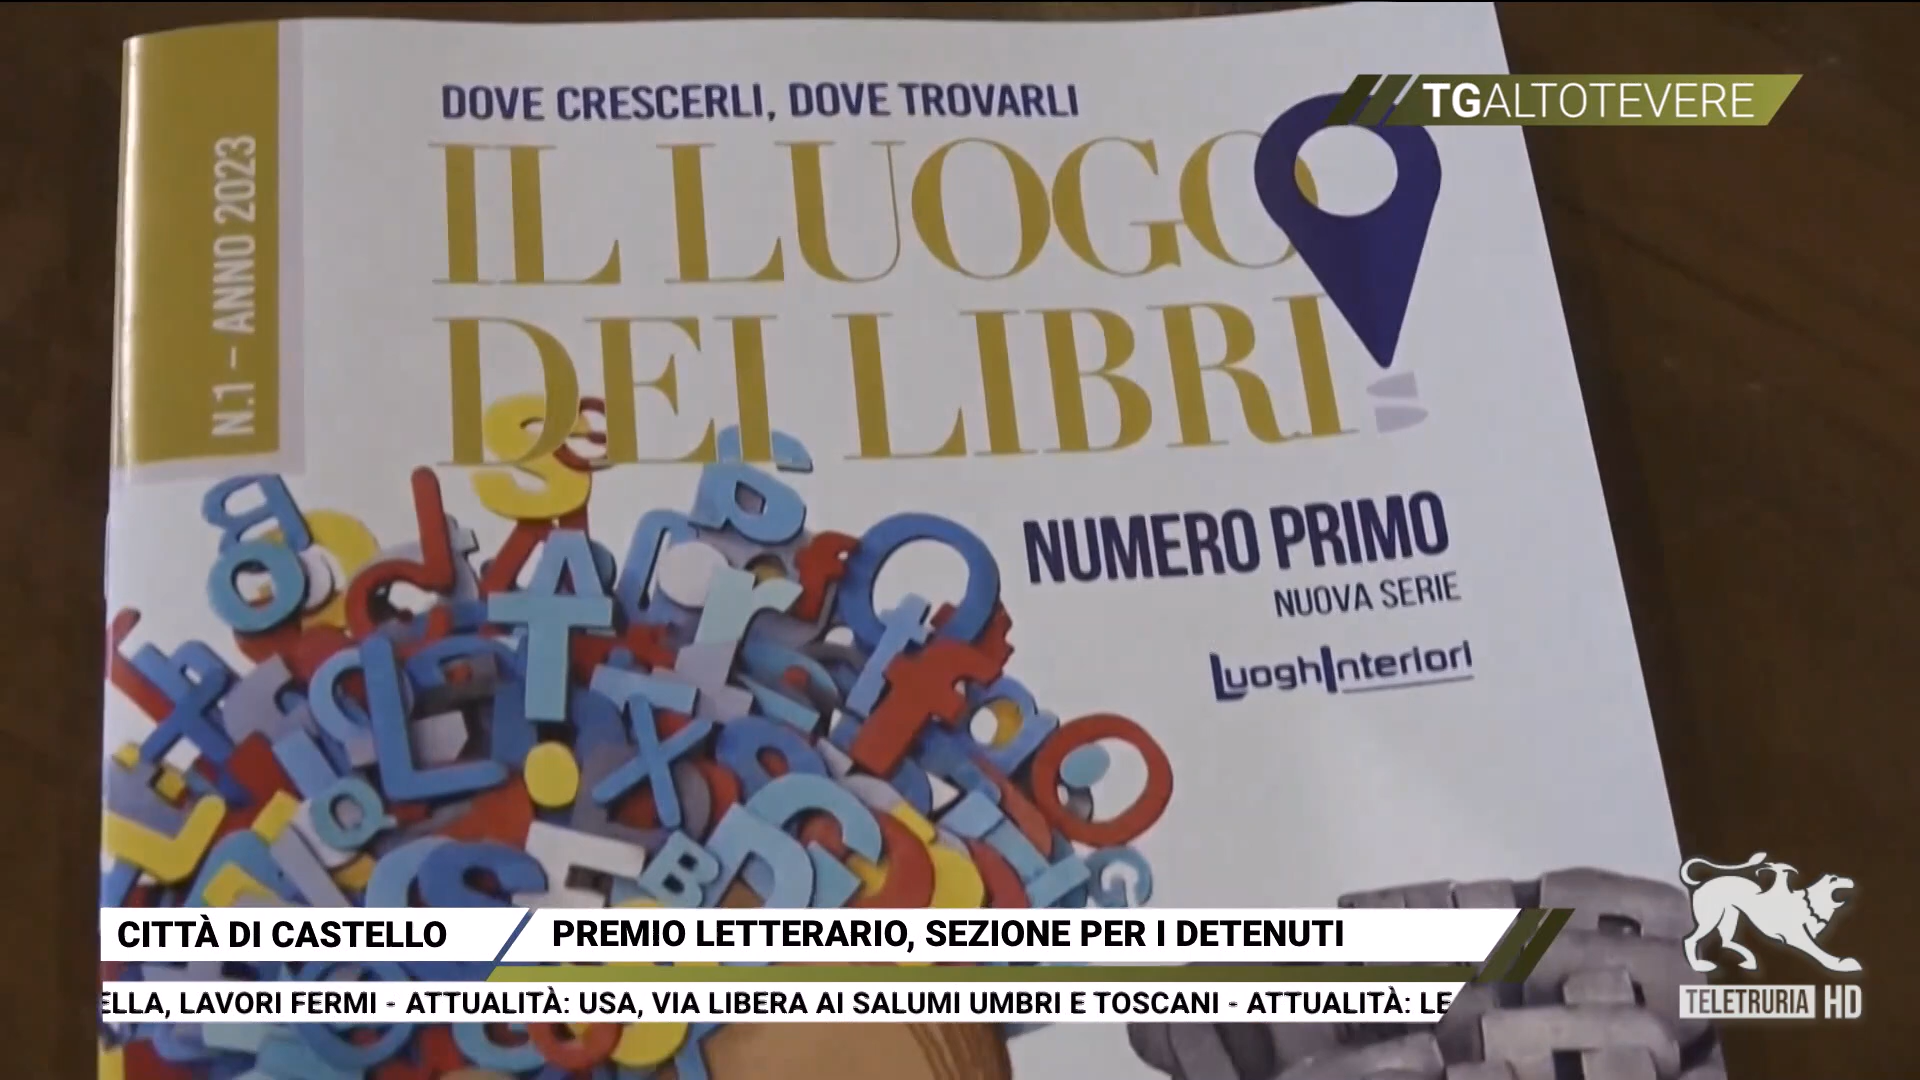 N.1 – ANNO 2023
DOVE CRESCERLI, DOVE TROVARLI
IL LUOGO
DEI LIBRI
NUMERO PRIMO
NUOVA SERIE
LuoghInteriori
TGALTOTEVERE
CITTÀ DI CASTELLO
PREMIO LETTERARIO, SEZIONE PER I DETENUTI
ELLA, LAVORI FERMI - ATTUALITÀ: USA, VIA LIBERA AI SALUMI UMBRI E TOSCANI - ATTUALITÀ: LE
TELETRURIA HD